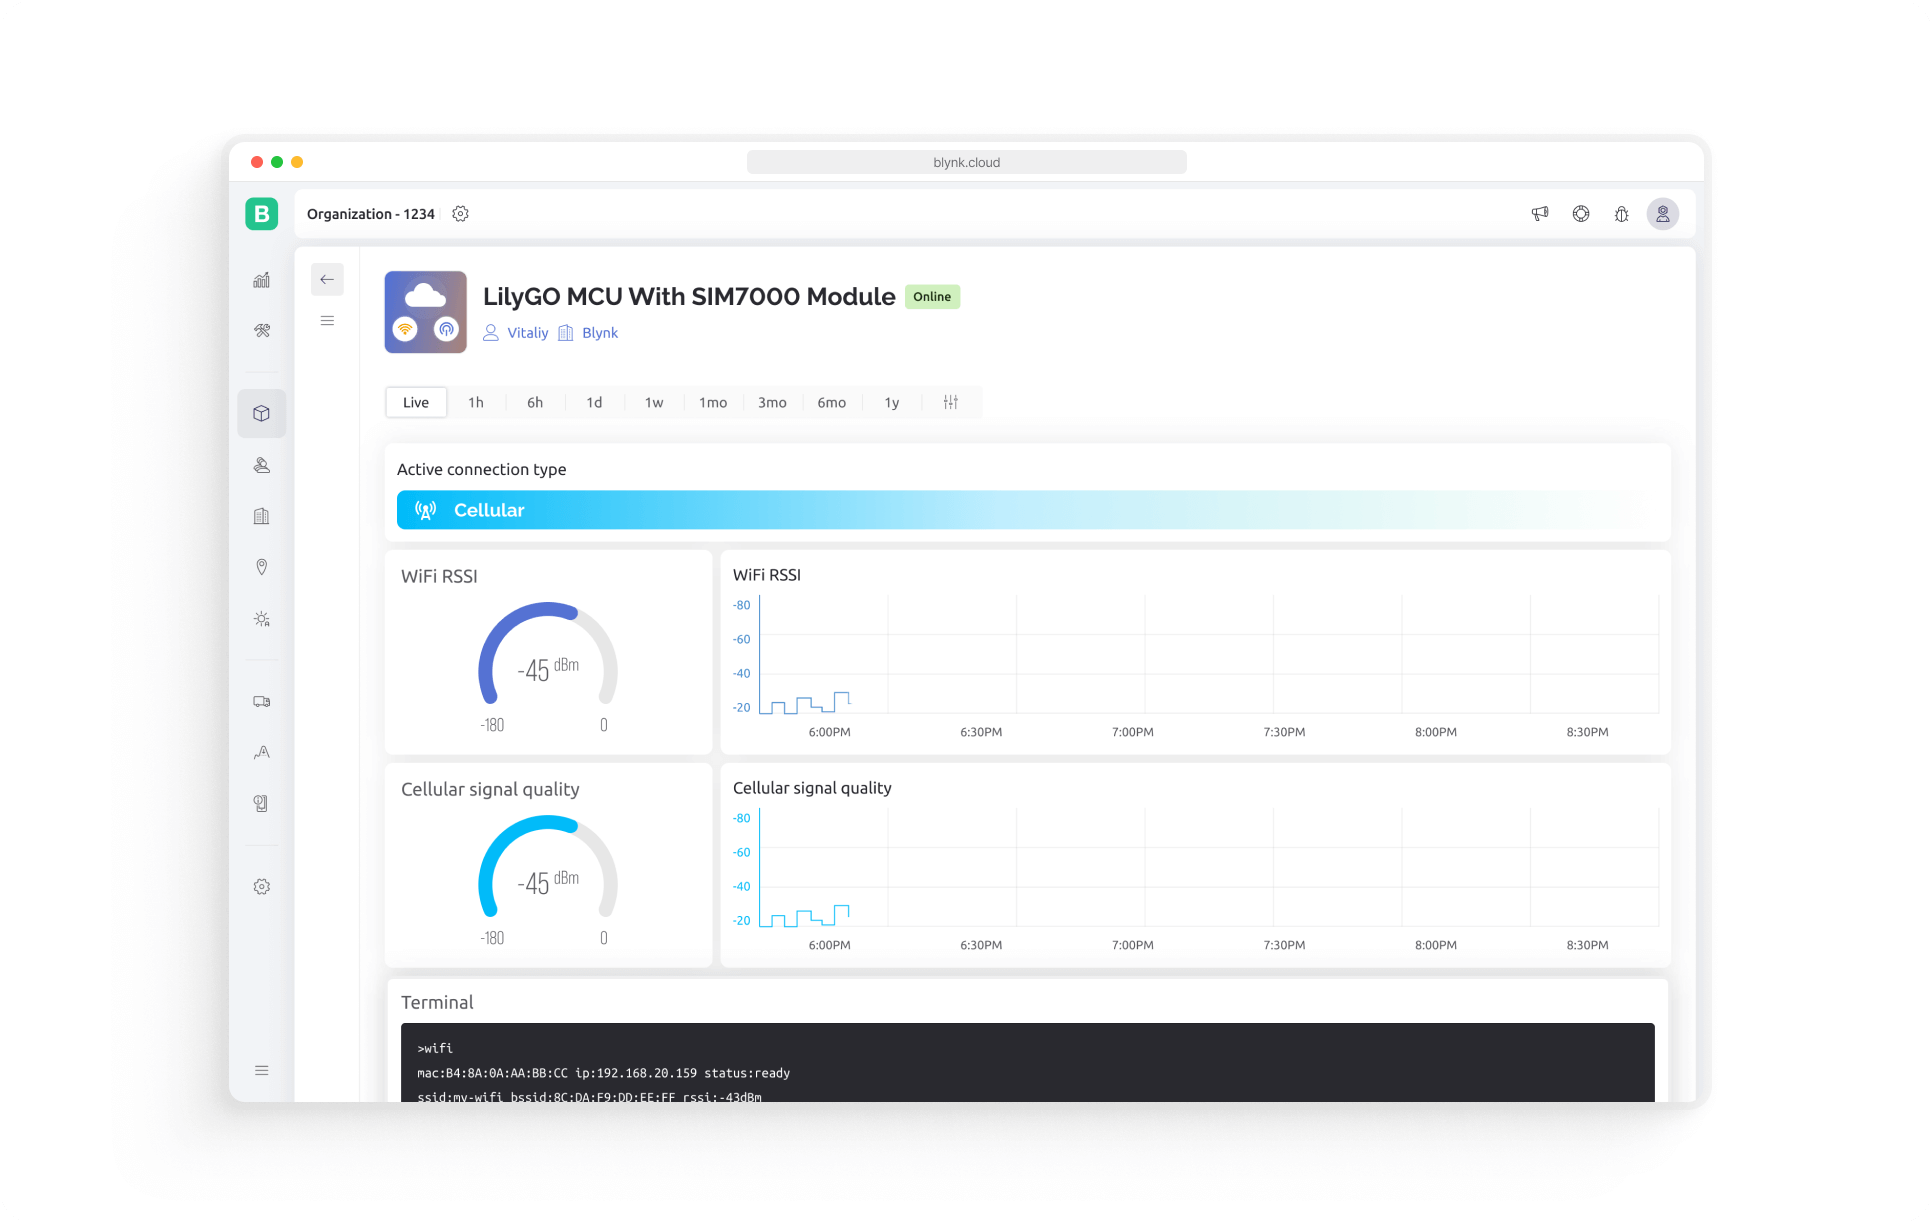 blynk.cloud
B
Organization - 1234
LilyGO MCU With SIM7000 Module
Online
Vitaliy
Blynk
Live 1h 6h 1d 1w 1mo 3mo 6mo 1y
Active connection type
Cellular
WiFi RSSI
-45 dBm
-180
0
WiFi RSSI
-80
-60
-40
-20
6:00PM 6:30PM 7:00PM 7:30PM 8:00PM 8:30PM
Cellular signal quality
-45 dBm
-180
0
Cellular signal quality
-80
-60
-40
-20
6:00PM 6:30PM 7:00PM 7:30PM 8:00PM 8:30PM
Terminal
>wifi
mac:B4:8A:0A:AA:BB:CC ip:192.168.20.159 status:ready
ssid:my-wifi bssid:8C:DA:F9:DD:EE:FF rssi:-43dBm